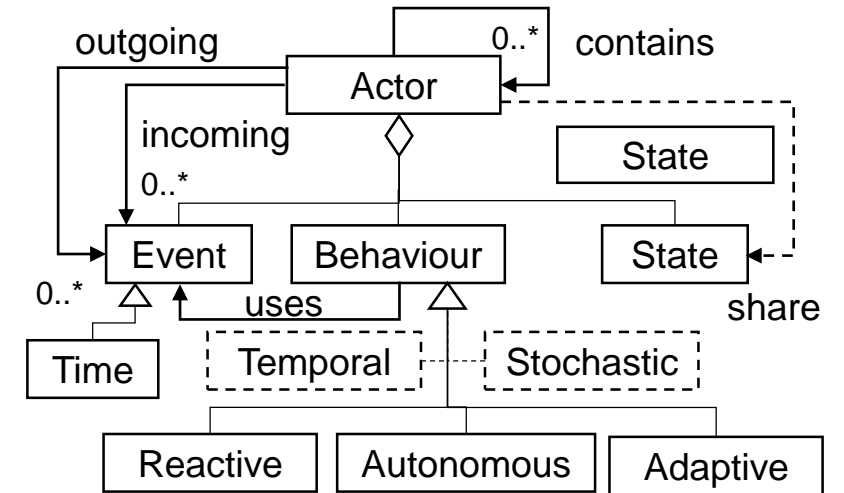 outgoing
0..*
contains
Actor
incoming
State
0..*
Event
Behaviour
State
0..*
uses
share
Temporal
Stochastic
Time
Reactive
Autonomous
Adaptive